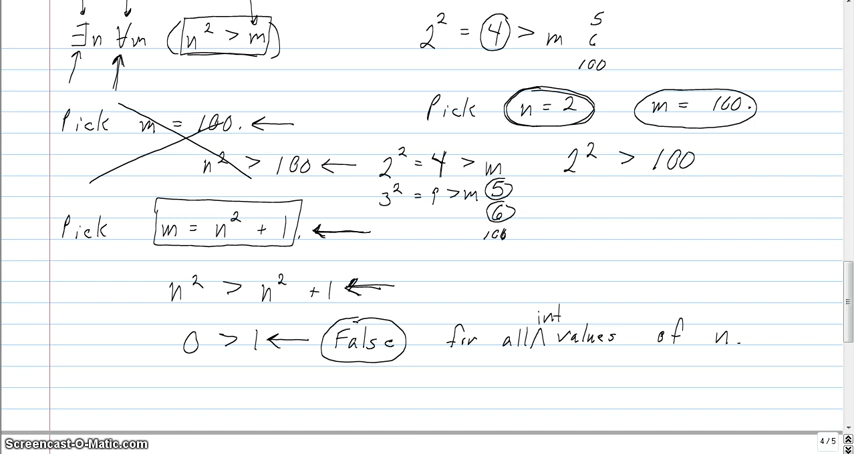 ∃n ∀m (n² > m)
2² = 4 > m 5
6
100
Pick m = 100. ←
Pick n = 2 m = 100.
n² > 100 ← 2² = 4 > m 2² > 100
3² = 9 > m 5
6
100
Pick m = n² + 1. ←
n² > n² + 1 ←
0 > 1 ← False for all ∧ int values of n.
Screencast-O-Matic.com
4 / 5